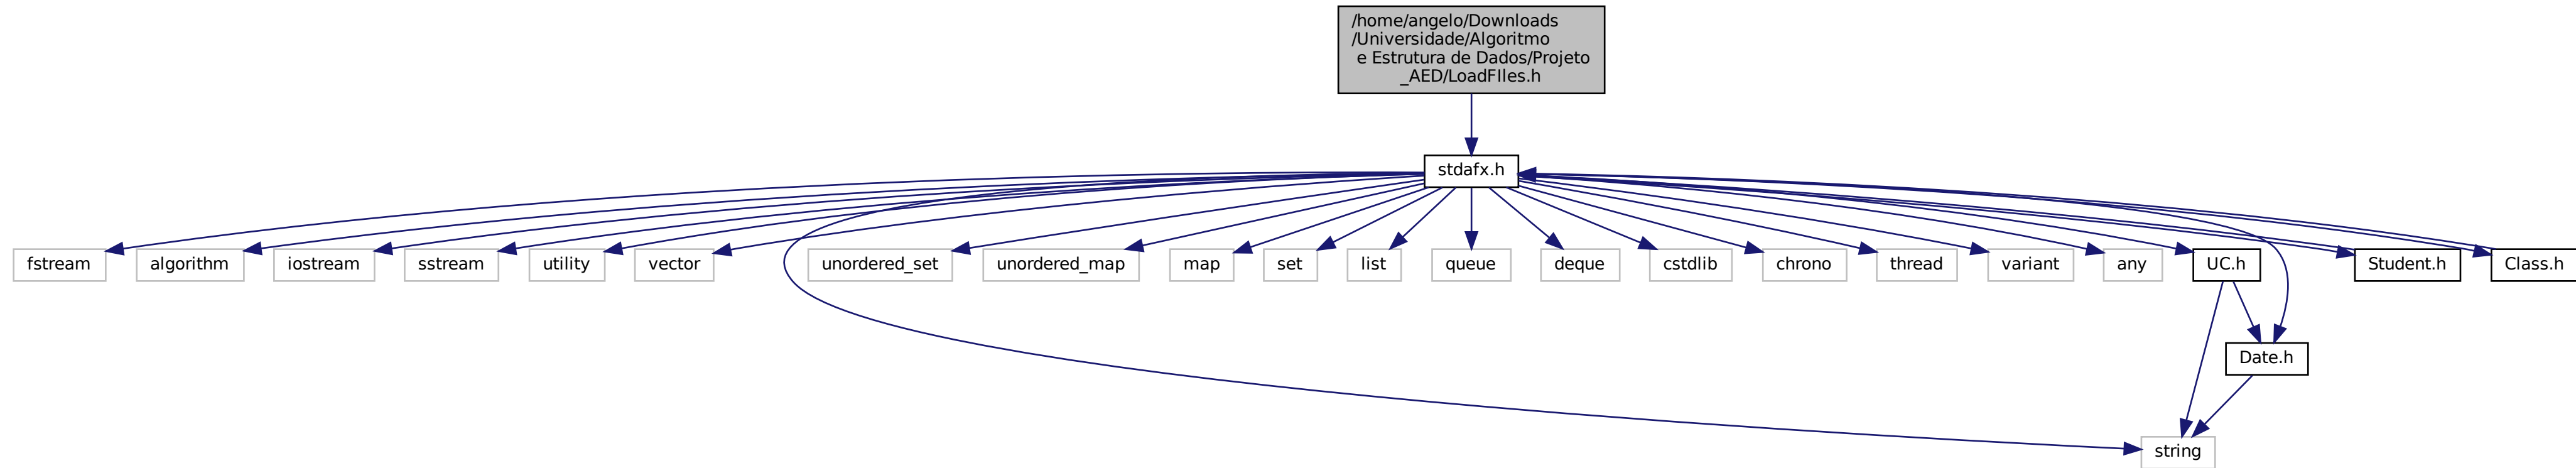 /home/angelo/Downloads
/Universidade/Algoritmo
e Estrutura de Dados/Projeto
_AED/LoadFIles.h
stdafx.h
fstream
algorithm
iostream
sstream
utility
vector
unordered_set
unordered_map
map
set
list
queue
deque
cstdlib
chrono
thread
variant
any
UC.h
Student.h
Class.h
Date.h
string